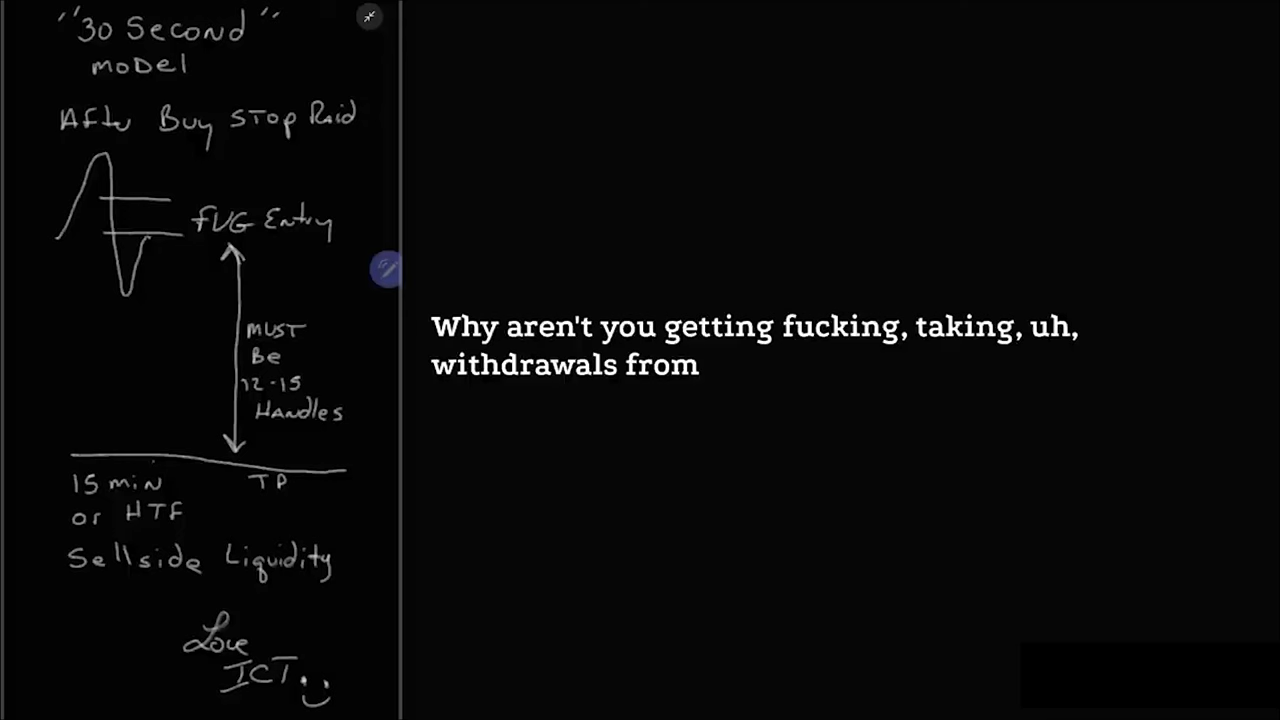 "30 Second"
moDel
After Buy STop Raid
FVG Entry
MUST
Be
12-15
HANDles
15 min
TP
or HTF
Sellside Liquidity
Love
ICT
Why aren't you getting fucking, taking, uh,
withdrawals from